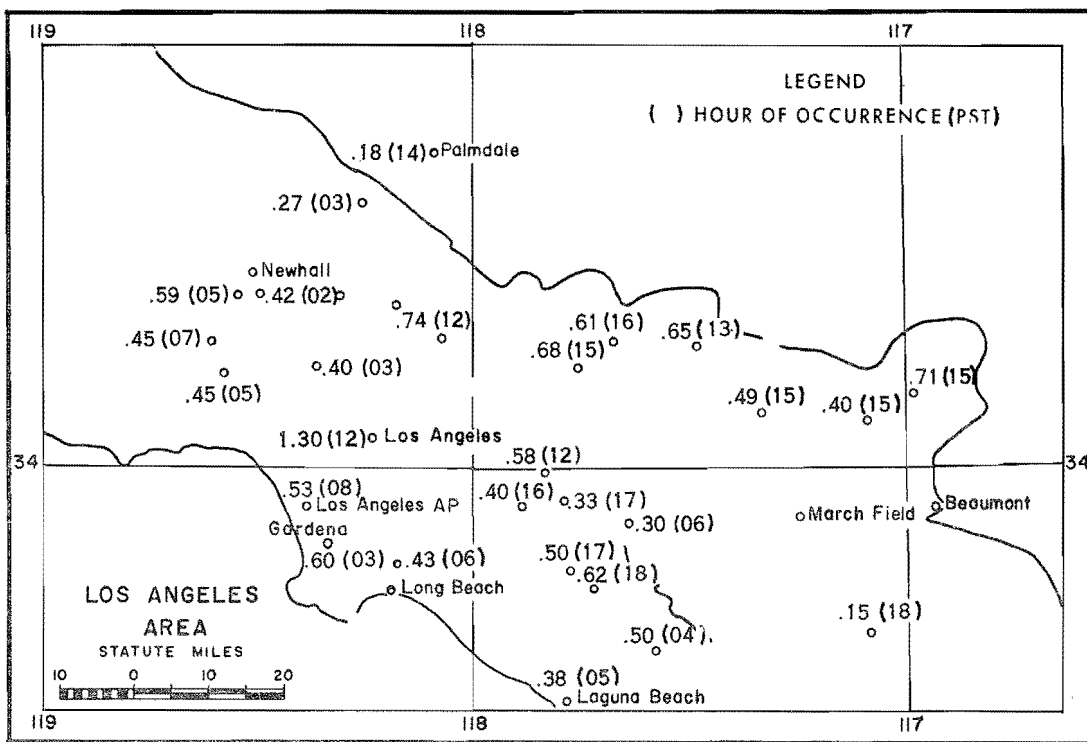 119 118 117
LEGEND
( ) HOUR OF OCCURRENCE (PST)
.18 (14) Palmdale
.27 (03)
Newhall
.59 (05) .42 (02)
.74 (12)
.61 (16)
.65 (13)
.45 (07)
.68 (15)
.40 (03)
.45 (05)
.71 (15)
.49 (15)
.40 (15)
1.30 (12) Los Angeles
34 34
.58 (12)
.53 (08)
.40 (16)
.33 (17)
Los Angeles AP
Beaumont
March Field
.30 (06)
Gardena
.60 (03) .43 (06)
.50 (17)
.62 (18)
Long Beach
LOS ANGELES
AREA
STATUTE MILES
10 0 10 20
.15 (18)
.50 (04)
.38 (05)
Laguna Beach
119 118 117